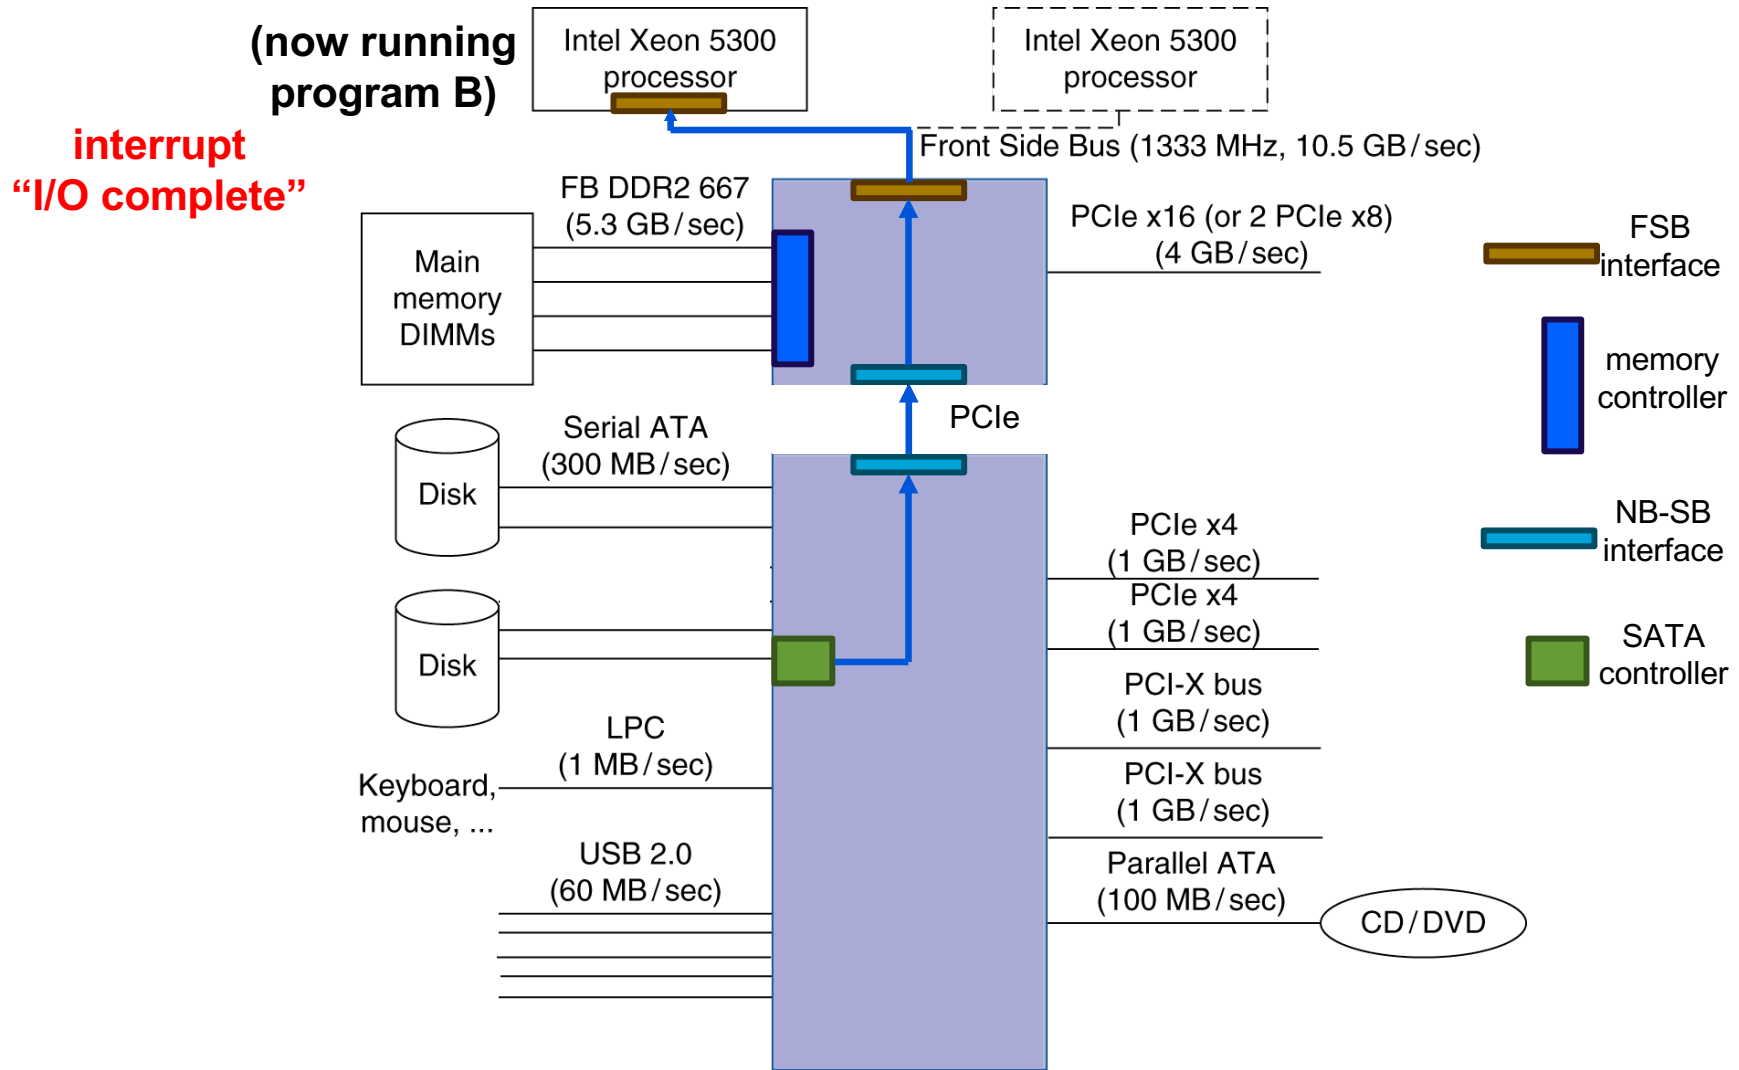 (now running
program B)
interrupt
“I/O complete”
Intel Xeon 5300
processor
Intel Xeon 5300
processor
Front Side Bus (1333 MHz, 10.5 GB/sec)
FB DDR2 667
(5.3 GB/sec)
Main
memory
DIMMs
PCIe x16 (or 2 PCIe x8)
(4 GB/sec)
FSB
interface
memory
controller
PCIe
Serial ATA
(300 MB/sec)
Disk
PCIe x4
(1 GB/sec)
PCIe x4
(1 GB/sec)
NB-SB
interface
Disk
SATA
controller
PCI-X bus
(1 GB/sec)
LPC
(1 MB/sec)
Keyboard,
mouse, ...
PCI-X bus
(1 GB/sec)
USB 2.0
(60 MB/sec)
Parallel ATA
(100 MB/sec)
CD/DVD